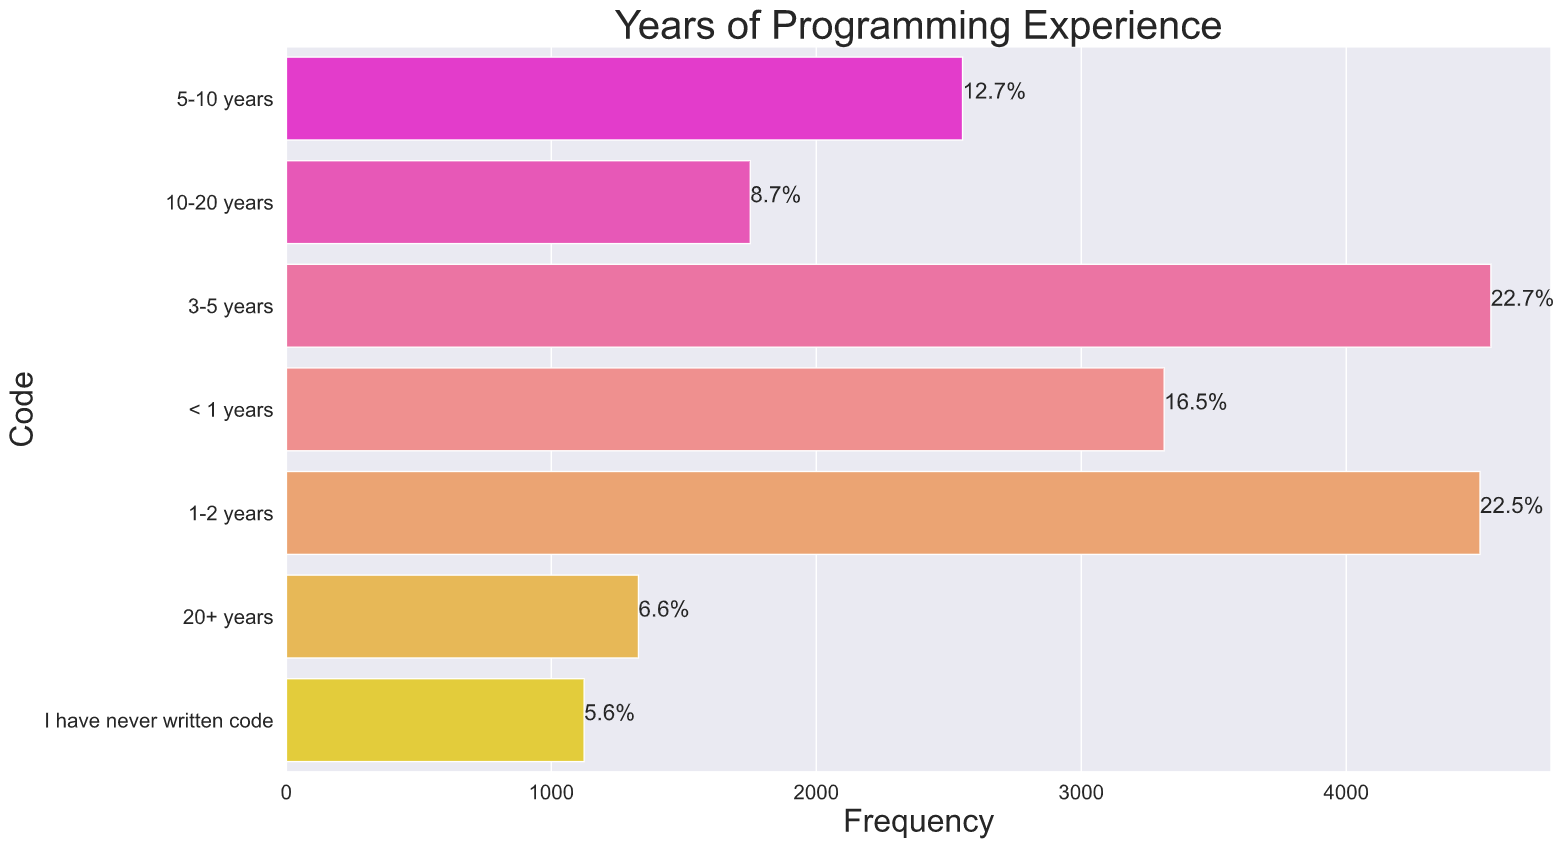 Years of Programming Experience
5-10 years
12.7%
10-20 years
8.7%
3-5 years
22.7%
< 1 years
16.5%
Code
1-2 years
22.5%
20+ years
6.6%
I have never written code
5.6%
0 1000 2000 3000 4000
Frequency